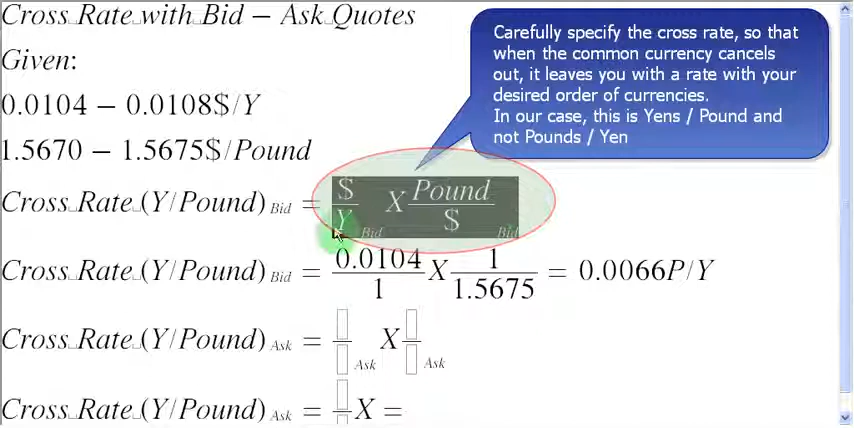 Cross Rate with Bid – Ask Quotes
Given:
0.0104 – 0.0108$/Y
1.5670 – 1.5675$/Pound
Cross Rate (Y/Pound) Bid = $/Y Bid X Pound/$ Bid
Cross Rate (Y/Pound) Bid = 0.0104/1 X 1/1.5675 = 0.0066P/Y
Cross Rate (Y/Pound) Ask = / Ask X / Ask
Cross Rate (Y/Pound) Ask = / X =
Carefully specify the cross rate, so that
when the common currency cancels
out, it leaves you with a rate with your
desired order of currencies.
In our case, this is Yens / Pound and
not Pounds / Yen